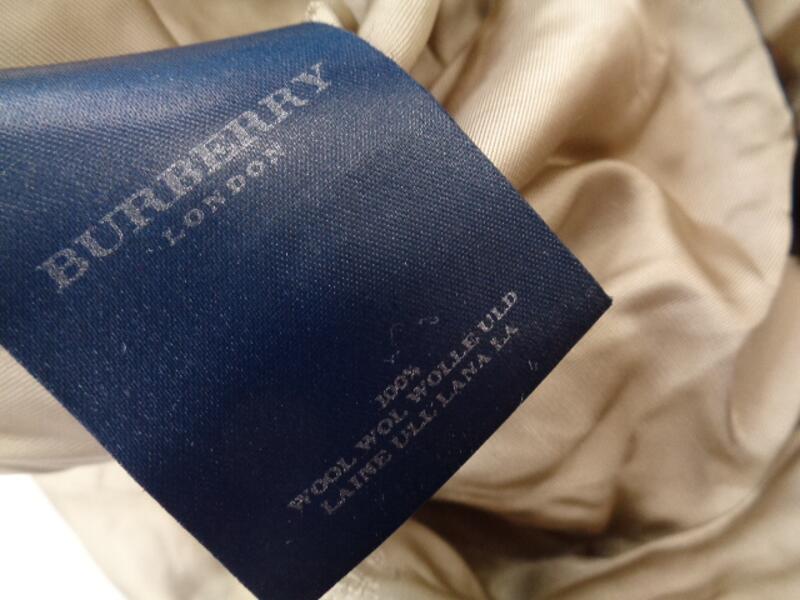 BURBERRY
LONDON
100%
WOOL WOL WOLLE ULD
LAINE ULL LANA LA